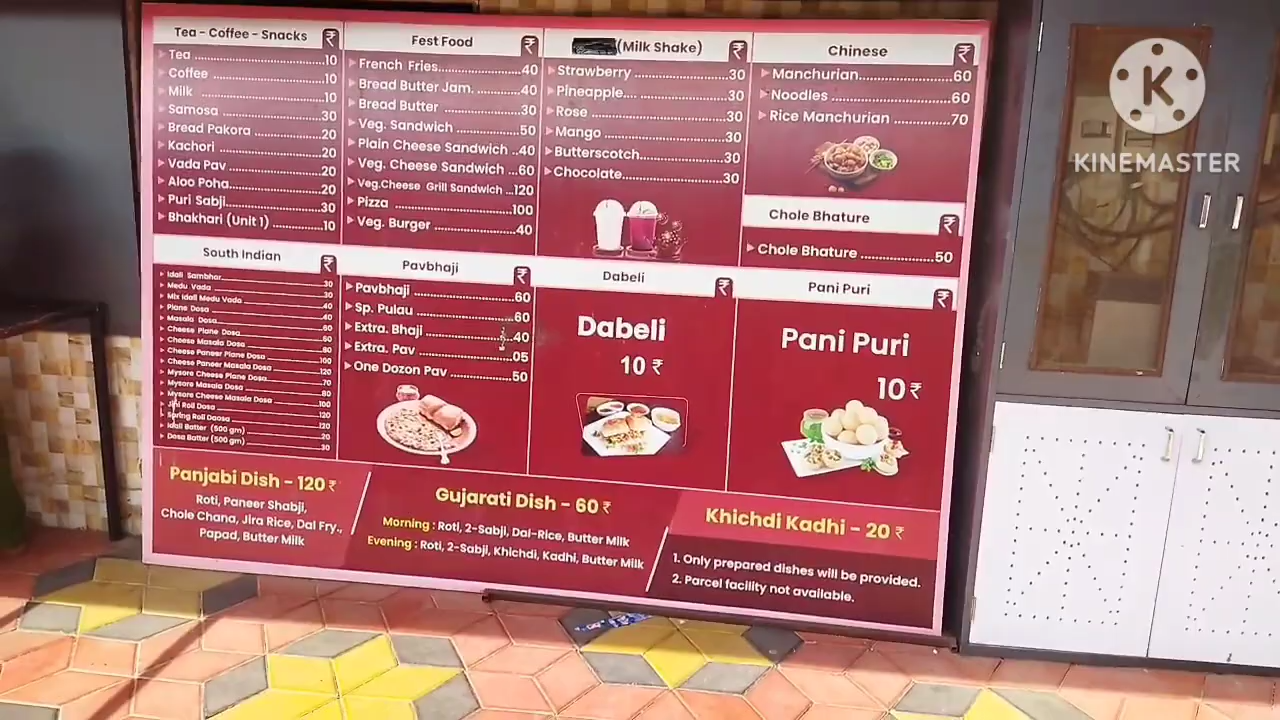 Tea - Coffee - Snacks ₹
Tea ....10
Coffee ....10
Milk ....10
Samosa ....30
Bread Pakora ....20
Kachori ....20
Vada Pav ....20
Aloo Poha....20
Puri Sabji....30
Bhakhari (Unit 1) ....10
Fest Food ₹
French Fries....40
Bread Butter Jam. ....40
Bread Butter ....30
Veg. Sandwich ....50
Plain Cheese Sandwich ..40
Veg. Cheese Sandwich ...60
Veg.Cheese Grill Sandwich ...120
Pizza ....100
Veg. Burger ....40
(Milk Shake) ₹
Strawberry ....30
Pineapple....30
Rose ....30
Mango ....30
Butterscotch....30
Chocolate....30
Chinese ₹
Manchurian....60
Noodles ....60
Rice Manchurian ....70
Chole Bhature ₹
Chole Bhature ....50
South Indian ₹
Idali Sambhar....30
Medu Vada ....30
Mix Idali Medu Vada ....40
Plane Dosa ....40
Masala Dosa ....60
Cheese Plane Dosa
Cheese Masala Dosa
Cheese Paneer Plane Dosa ....100
Cheese Paneer Masala Dosa ....120
Mysore Cheese Plane Dosa ....70
Mysore Masala Dosa ....80
Mysore Cheese Masala Dosa ....100
Jini Roll Dosa ....120
Spring Roll Daosa ....120
Idali Batter (500 gm) ....20
Dosa Batter (500 gm) ....30
Pavbhaji ₹
Pavbhaji ....60
Sp. Pulau ....60
Extra. Bhaji ....40
Extra. Pav ....05
One Dozon Pav ....50
Dabeli ₹
Dabeli
10 ₹
Pani Puri ₹
Pani Puri
10 ₹
Panjabi Dish - 120 ₹
Roti, Paneer Shabji,
Chole Chana, Jira Rice, Dal Fry.,
Papad, Butter Milk
Gujarati Dish - 60 ₹
Morning : Roti, 2-Sabji, Dal-Rice, Butter Milk
Evening : Roti, 2-Sabji, Khichdi, Kadhi, Butter Milk
Khichdi Kadhi - 20 ₹
1. Only prepared dishes will be provided.
2. Parcel facility not available.
K
KINEMASTER